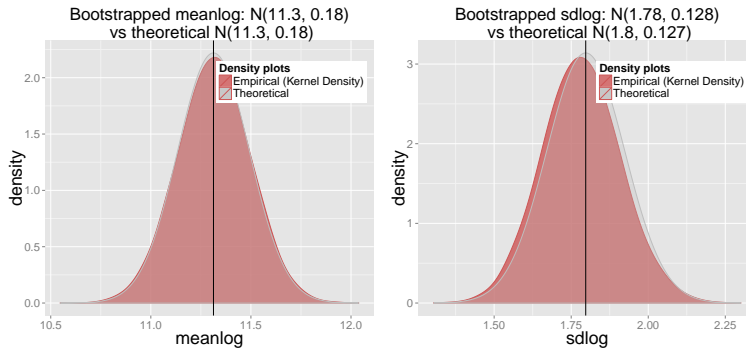 Bootstrapped meanlog: N(11.3, 0.18)
vs theoretical N(11.3, 0.18)
density
2.0
1.5
1.0
0.5
0.0
Density plots
Empirical (Kernel Density)
Theoretical
10.5 11.0 11.5 12.0
meanlog
Bootstrapped sdlog: N(1.78, 0.128)
vs theoretical N(1.8, 0.127)
density
3
2
1
0
Density plots
Empirical (Kernel Density)
Theoretical
1.50 1.75 2.00 2.25
sdlog